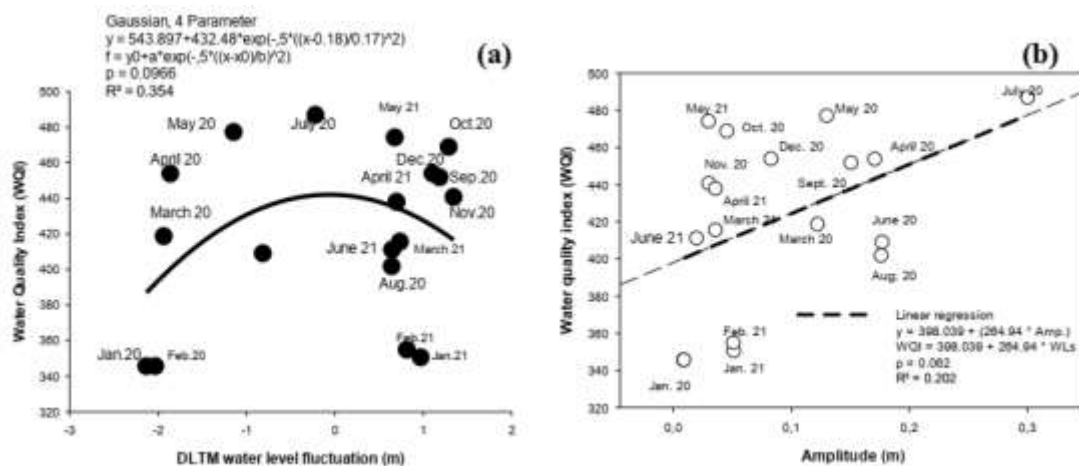 Gaussian, 4 Parameter
y = 543.897+432.48*exp(-,5*((x-0.18)/0.17)^2)
f = y0+a*exp(-,5*((x-x0)/b)^2)
p = 0.0966
R² = 0.354
(a)
500
480
460
440
420
400
380
360
340
320
Water Quality Index (WQI)
May 20
July 20
May 21
Oct.20
April 20
Dec.20
Sep.20
April 21
Nov.20
March 20
June 21
March 21
Aug.20
Jan.20
Feb.20
Feb.21
Jan.21
-3
-2
-1
0
1
2
DLTM water level fluctuation (m)
(b)
500
480
460
440
420
400
380
360
340
320
Water quality index (WQI)
July 20
May 21
May 20
Oct. 20
Dec. 20
April 20
Nov. 20
Sept. 20
April 21
March 21
June 21
March 20
June 20
Aug. 20
Feb. 21
Jan. 21
Jan. 20
Linear regression
y = 398.039 + (264.94 * Amp.)
WQI = 398.039 + 264.94 * WLs
p = 0.062
R² = 0.202
0,0
0,1
0,2
0,3
Amplitude (m)